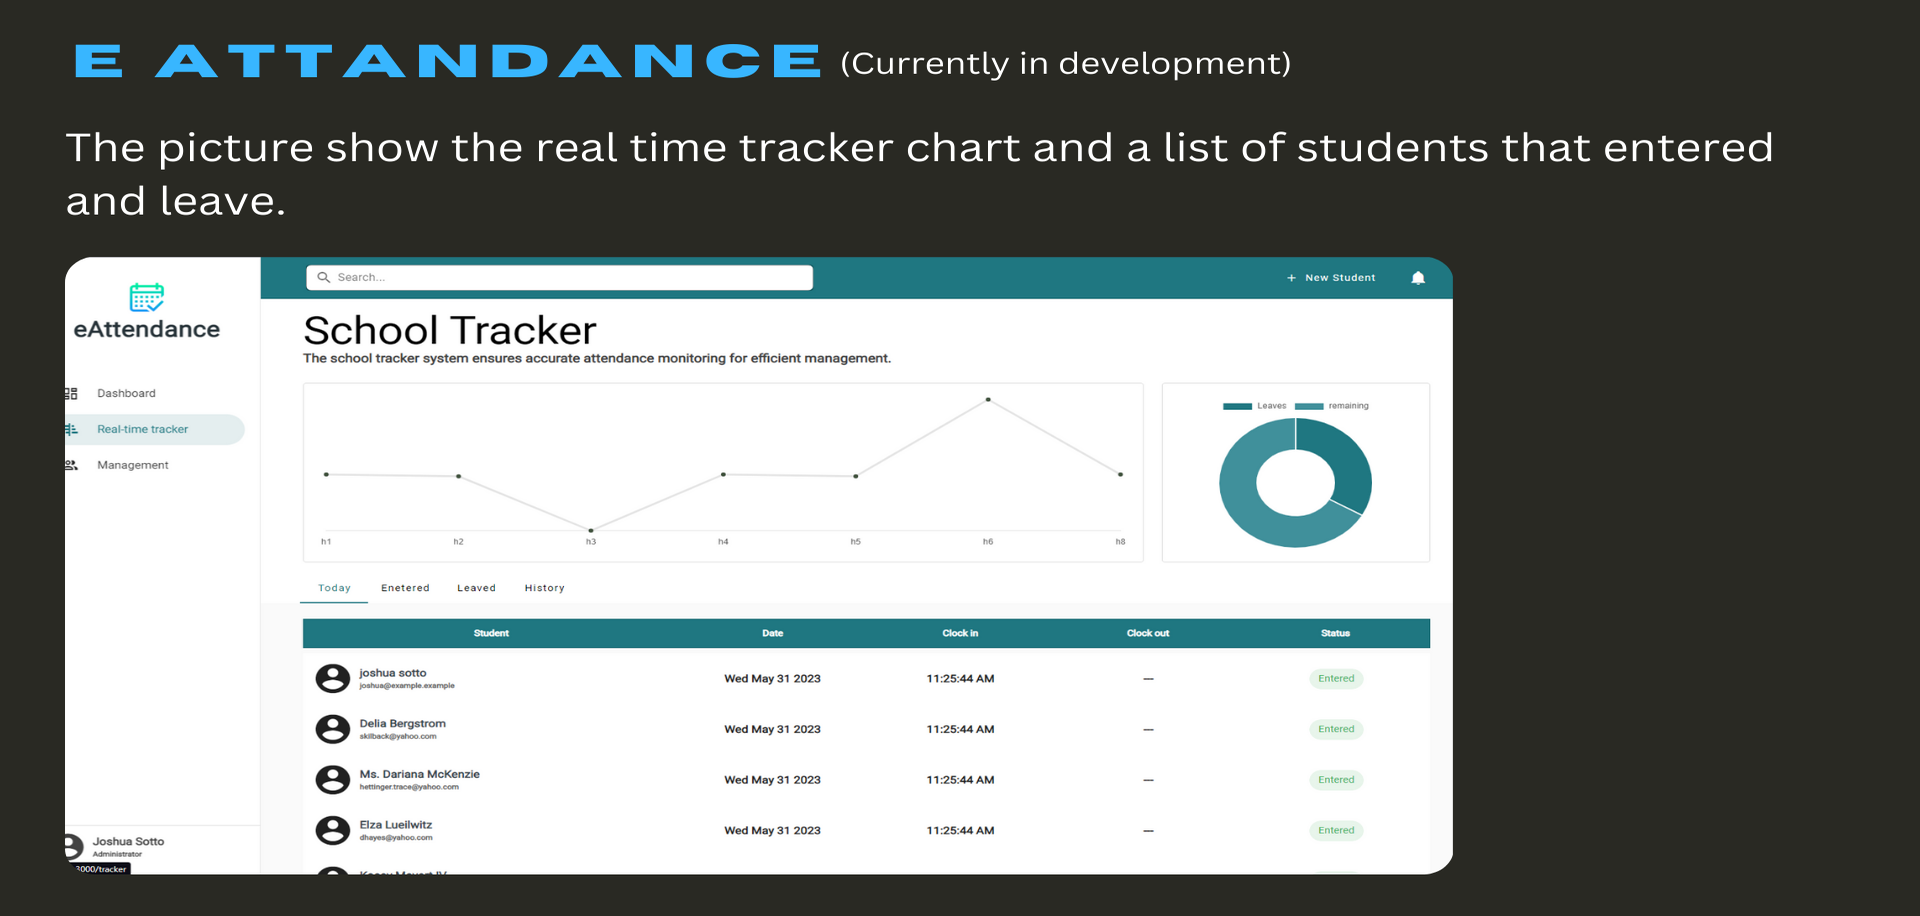 E ATTANDANCE (Currently in development)
The picture show the real time tracker chart and a list of students that entered
and leave.
eAttendance
Search...
+ New Student
School Tracker
The school tracker system ensures accurate attendance monitoring for efficient management.
Dashboard
Real-time tracker
Management
h1 h2 h3 h4 h5 h6 h8
Leaves remaining
Today Enetered Leaved History
Student Date Clock in Clock out Status
joshua sotto
joshua@example.example
Wed May 31 2023 11:25:44 AM — Entered
Delia Bergstrom
skilback@yahoo.com
Wed May 31 2023 11:25:44 AM — Entered
Ms. Dariana McKenzie
hettinger.trace@yahoo.com
Wed May 31 2023 11:25:44 AM — Entered
Elza Lueilwitz
dhayes@yahoo.com
Wed May 31 2023 11:25:44 AM — Entered
Joshua Sotto
Administrator
3000/tracker